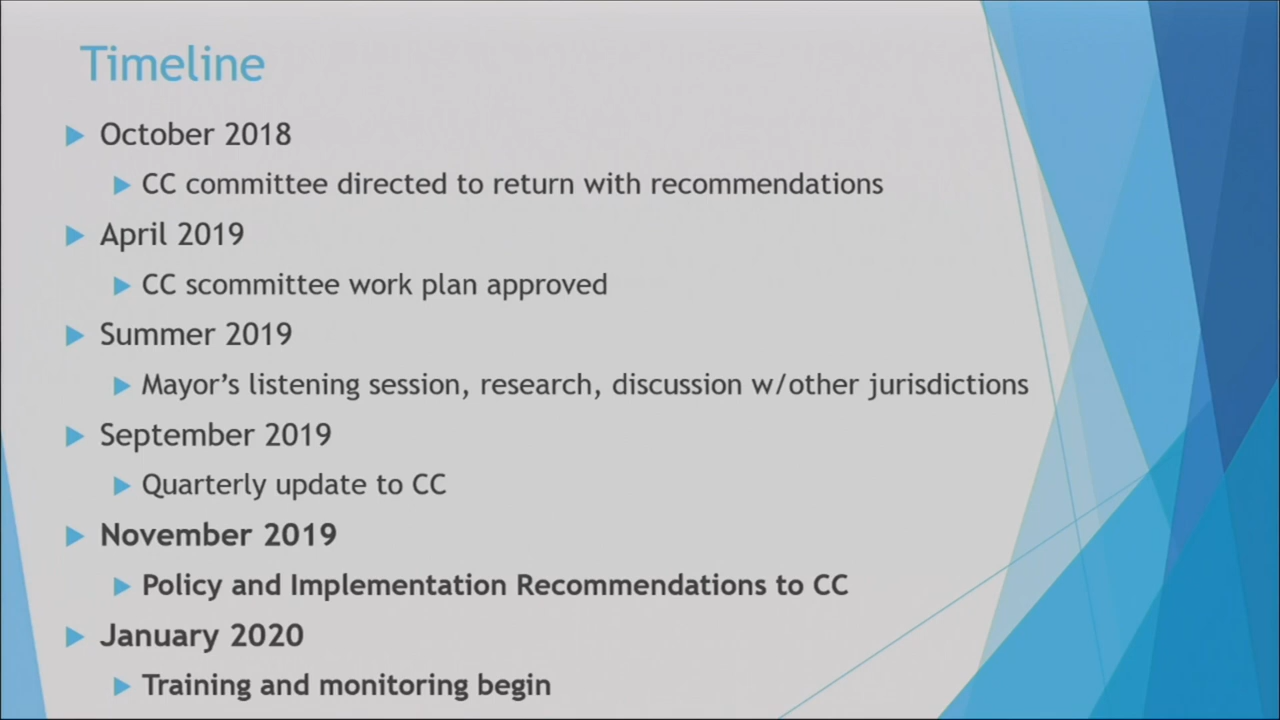 Timeline
October 2018
CC committee directed to return with recommendations
April 2019
CC scommittee work plan approved
Summer 2019
Mayor’s listening session, research, discussion w/other jurisdictions
September 2019
Quarterly update to CC
November 2019
Policy and Implementation Recommendations to CC
January 2020
Training and monitoring begin